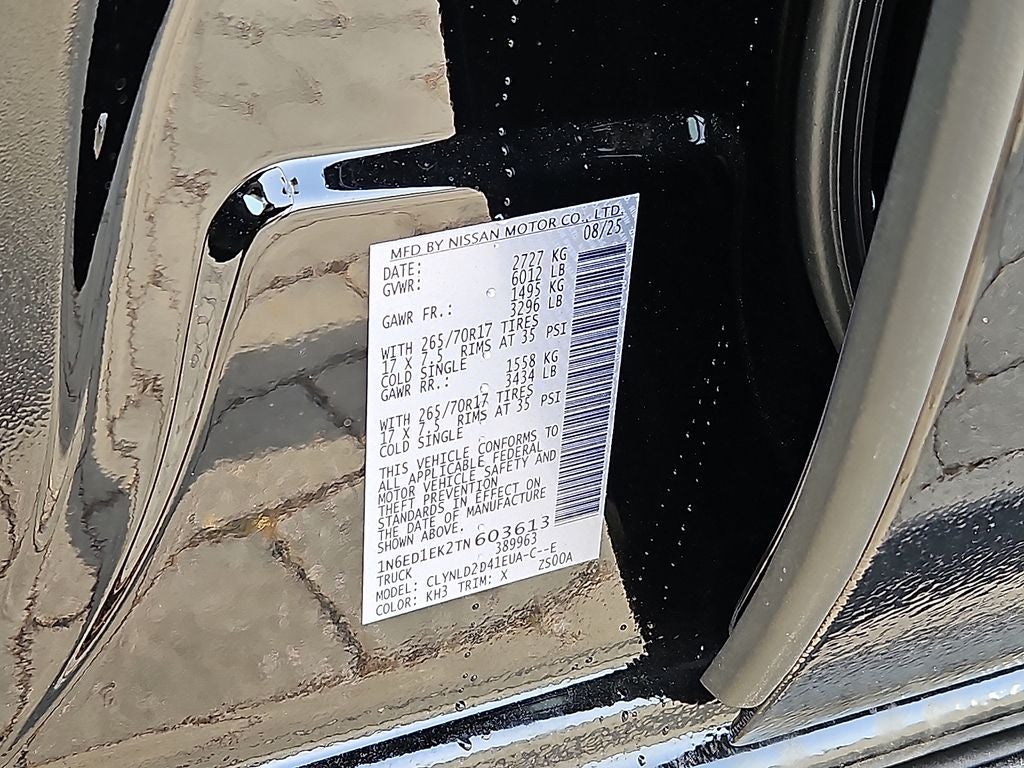 MFD BY NISSAN MOTOR CO., LTD.
DATE: 08/25
GVWR: 2727 KG
6012 LB
GAWR FR.: 1495 KG
3296 LB
WITH 265/70R17 TIRES
17 X 7.5 RIMS AT 35 PSI
COLD SINGLE
GAWR RR.: 1558 KG
3434 LB
WITH 265/70R17 TIRES
17 X 7.5 RIMS AT 35 PSI
COLD SINGLE
THIS VEHICLE CONFORMS TO
ALL APPLICABLE FEDERAL
MOTOR VEHICLE SAFETY AND
THEFT PREVENTION
STANDARDS IN EFFECT ON
THE DATE OF MANUFACTURE
SHOWN ABOVE.
1N6ED1EK2TN603613
TRUCK 389963
MODEL: CLYNLD2D41EUA-C--E
COLOR: KH3 TRIM: X ZS00A